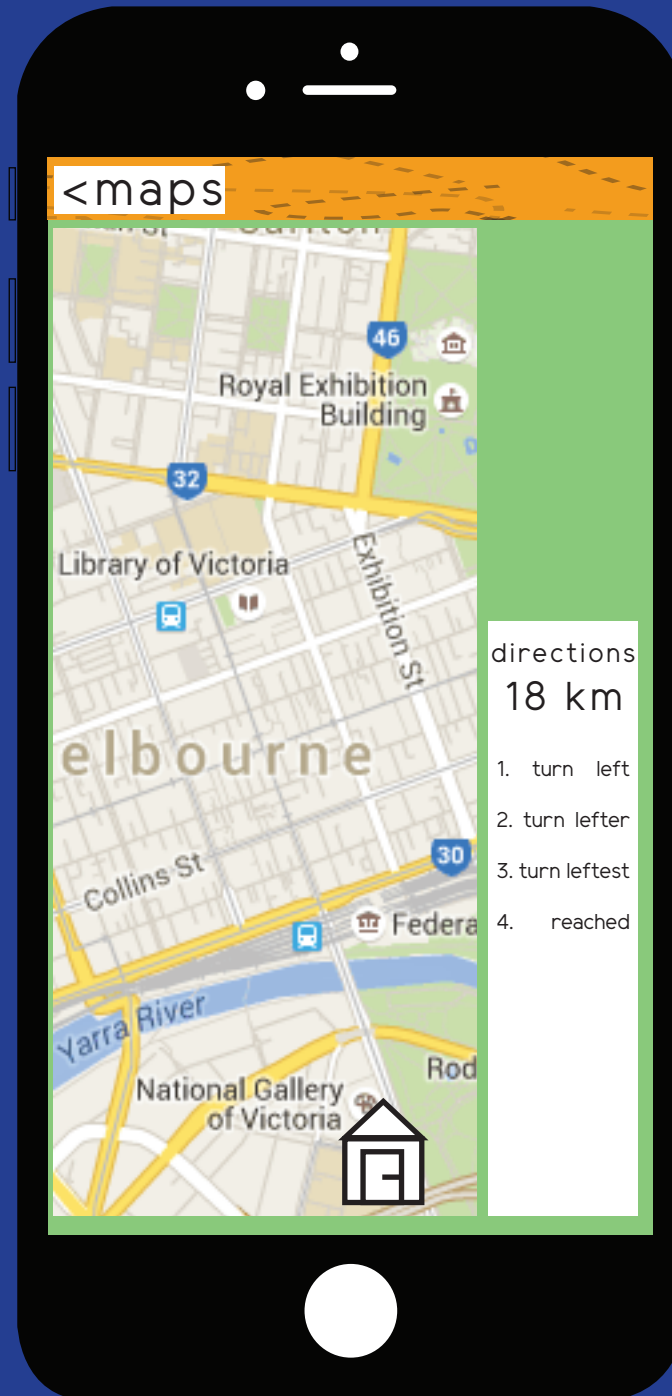 <maps
Carlton
46
Royal Exhibition
Building
32
Library of Victoria
Exhibition St
elbourne
30
Collins St
Federa
Yarra River
Rod
National Gallery
of Victoria
directions
18 km
1. turn left
2. turn lefter
3. turn leftest
4. reached